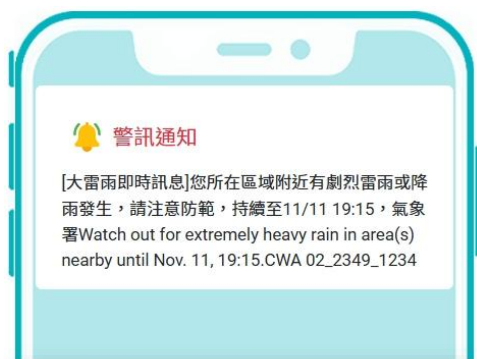 警訊通知
[大雷雨即時訊息]您所在區域附近有劇烈雷雨或降
雨發生，請注意防範，持續至11/11 19:15，氣象
署Watch out for extremely heavy rain in area(s)
nearby until Nov. 11, 19:15.CWA 02_2349_1234